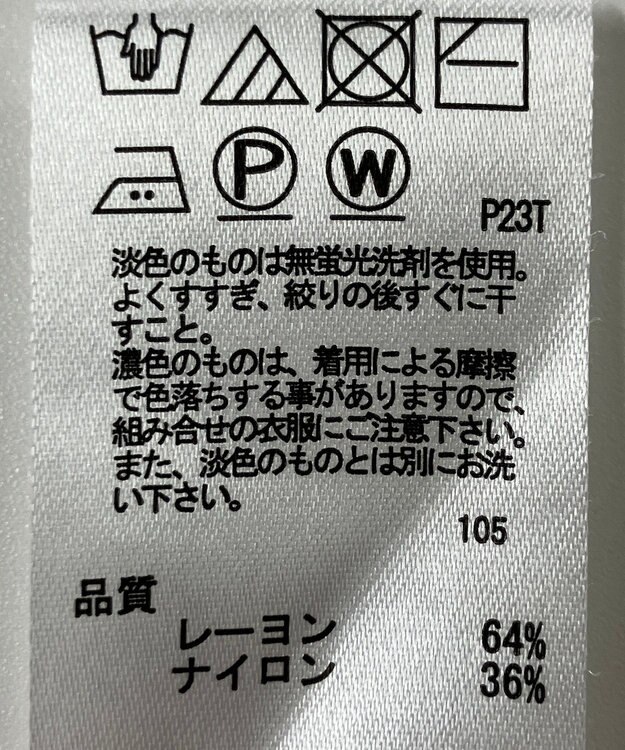 P W
P23T
淡色のものは無蛍光洗剤を使用。
よくすすぎ、絞りの後すぐに干
すこと。
濃色のものは、着用による摩擦
で色落ちする事がありますので、
組み合せの衣服にご注意下さい。
また、淡色のものとは別にお洗
い下さい。
105
品質
レーヨン 64%
ナイロン 36%